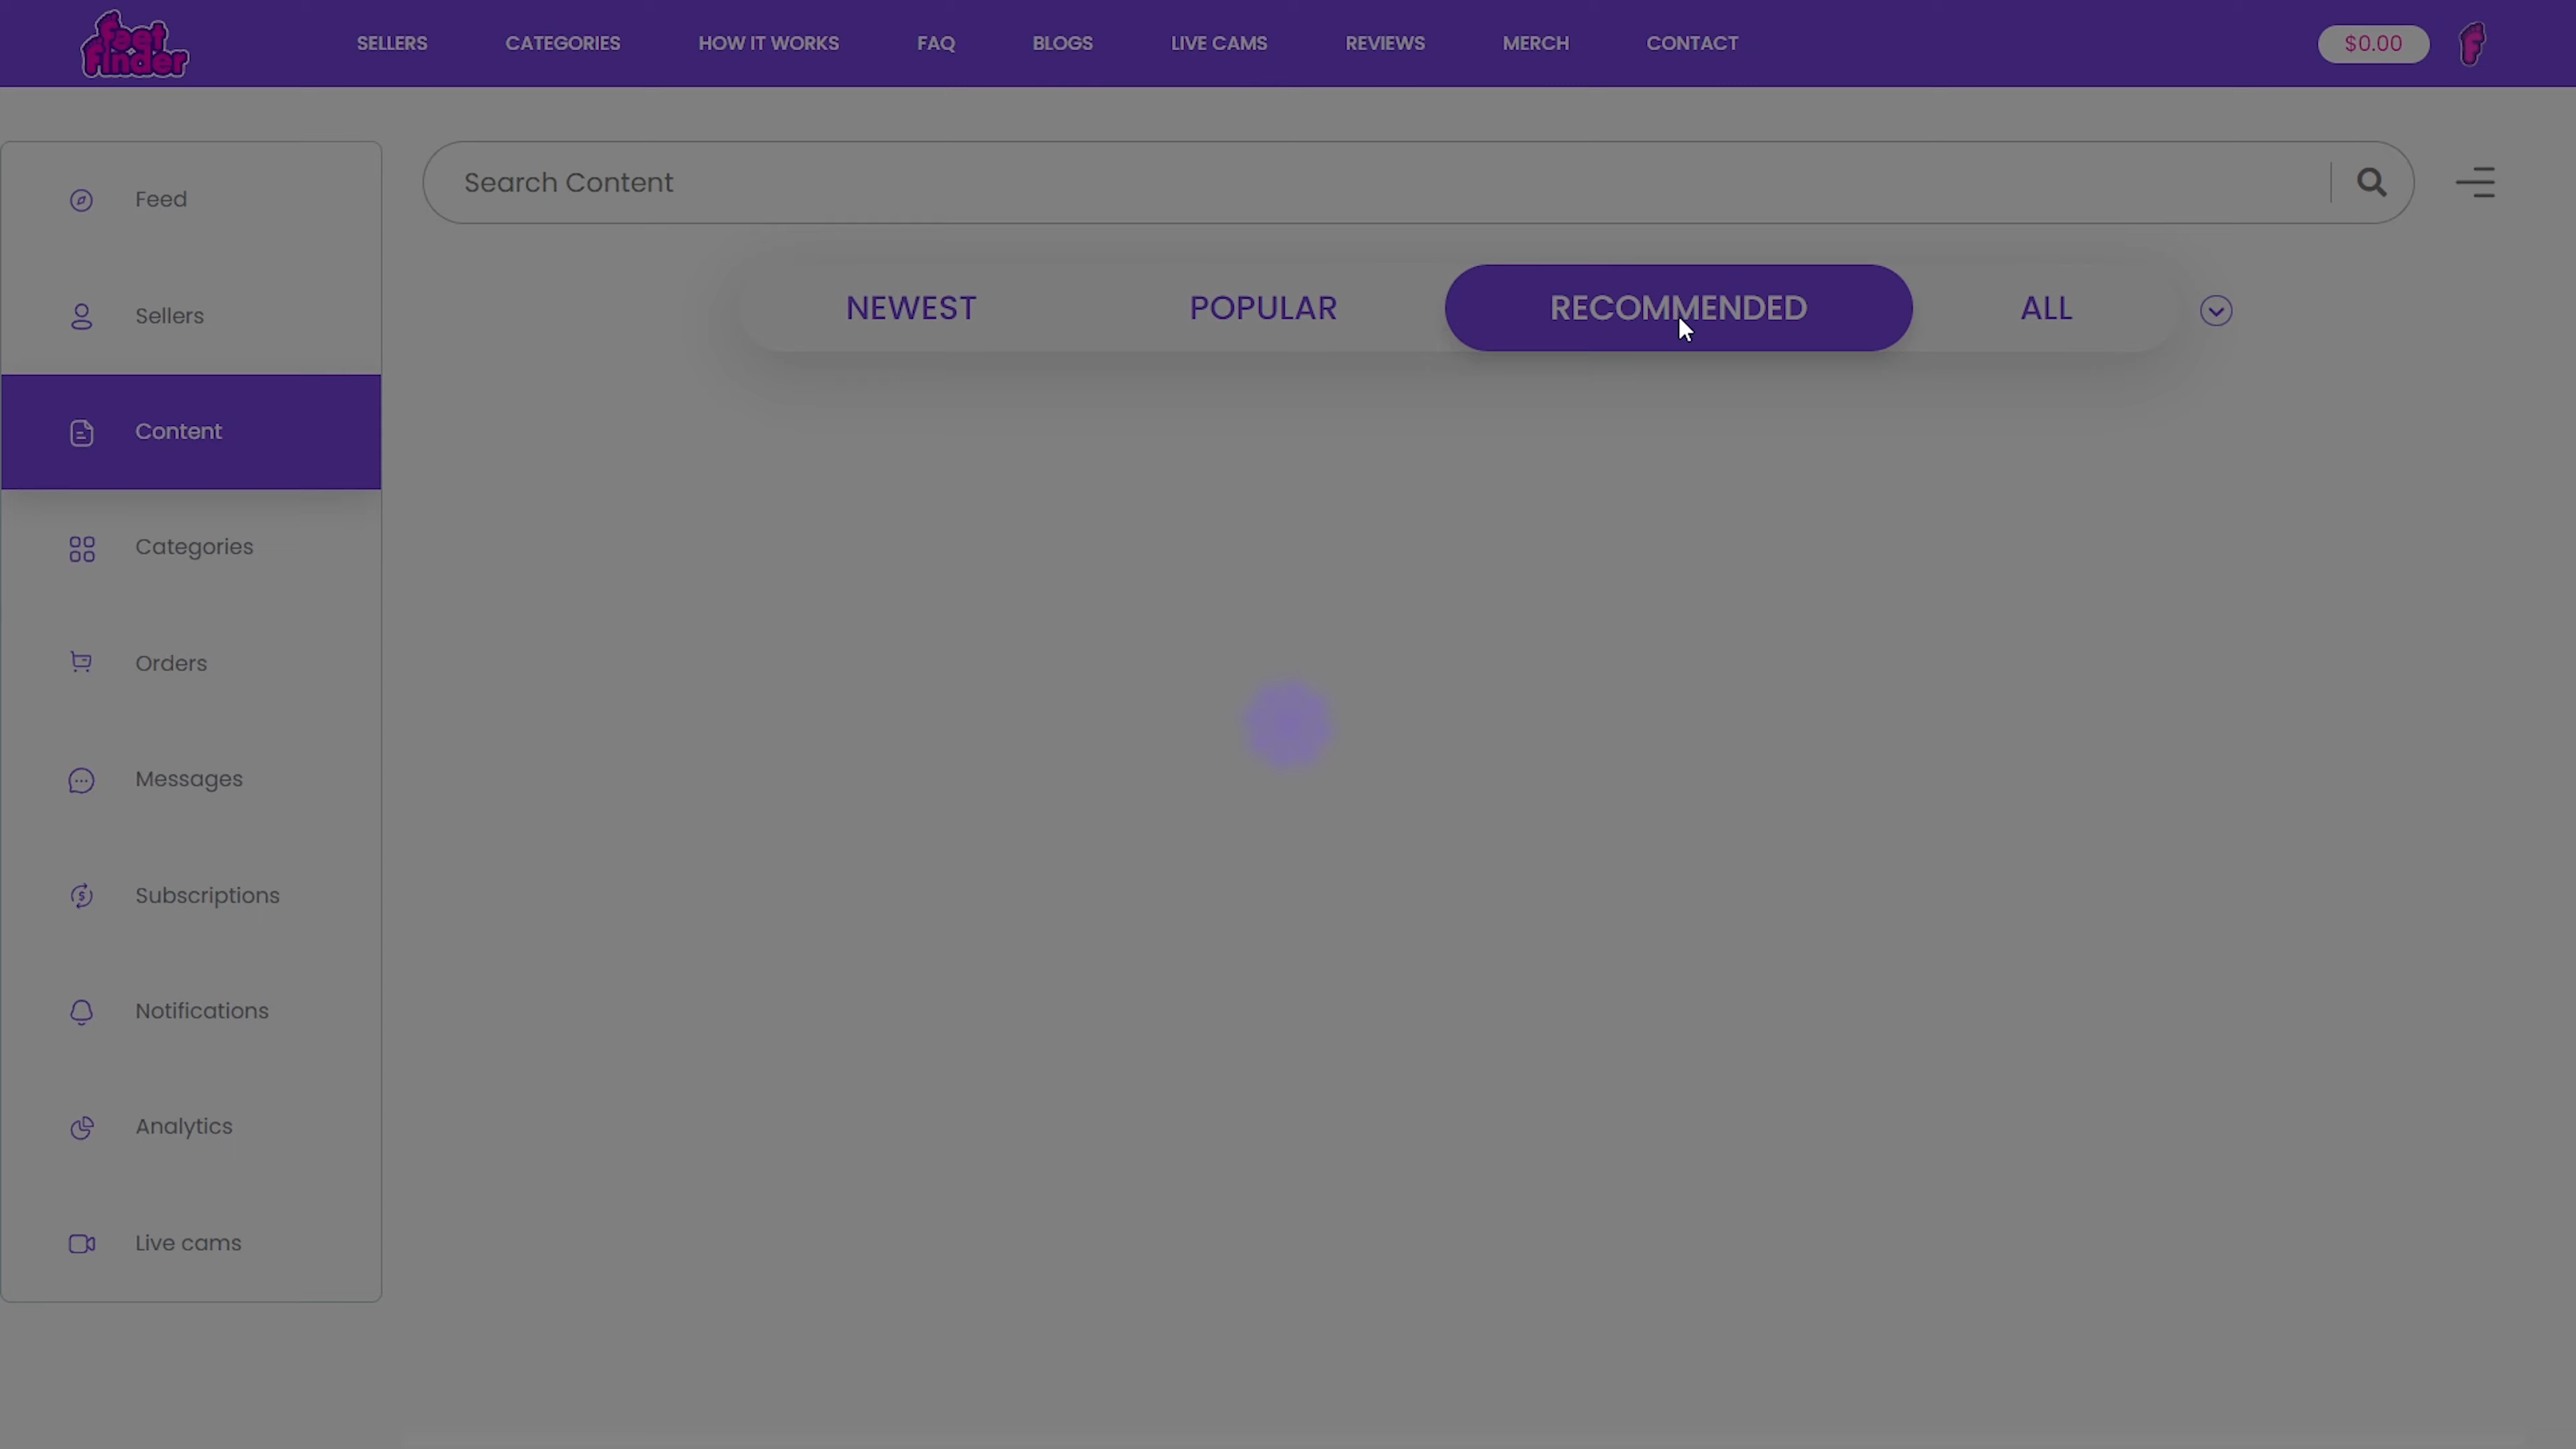 feet
finder
SELLERS
CATEGORIES
HOW IT WORKS
FAQ
BLOGS
LIVE CAMS
REVIEWS
MERCH
CONTACT
$0.00
Search Content
NEWEST
POPULAR
RECOMMENDED
ALL
Feed
Sellers
Content
Categories
Orders
Messages
Subscriptions
Notifications
Analytics
Live cams